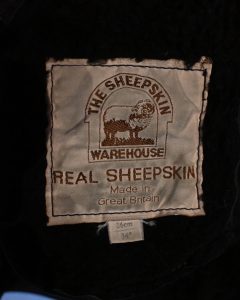 THE SHEEPSKIN
WAREHOUSE
REAL SHEEPSKIN
Made in
Great Britain